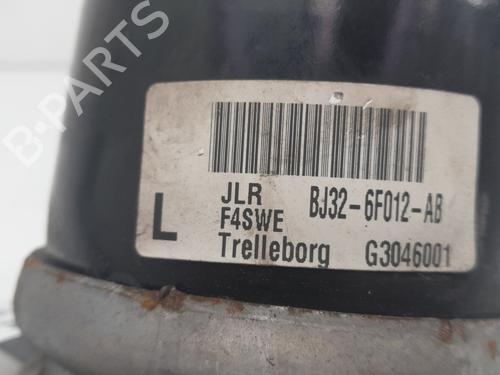 B-PARTS
JLR BJ32-6F012-AB
L F4SWE
Trelleborg G3046001